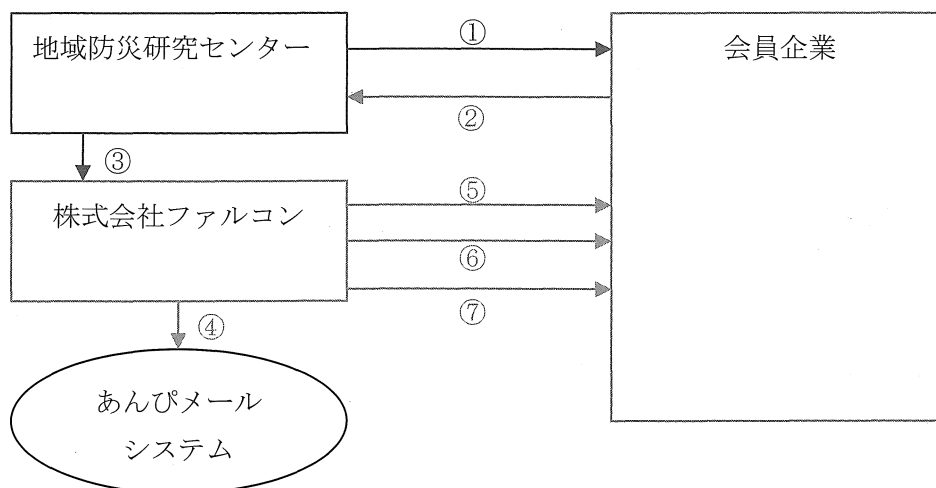 地域防災研究センター
①
会員企業
②
③
株式会社ファルコン
⑤
⑥
⑦
④
あんぴメール
システム